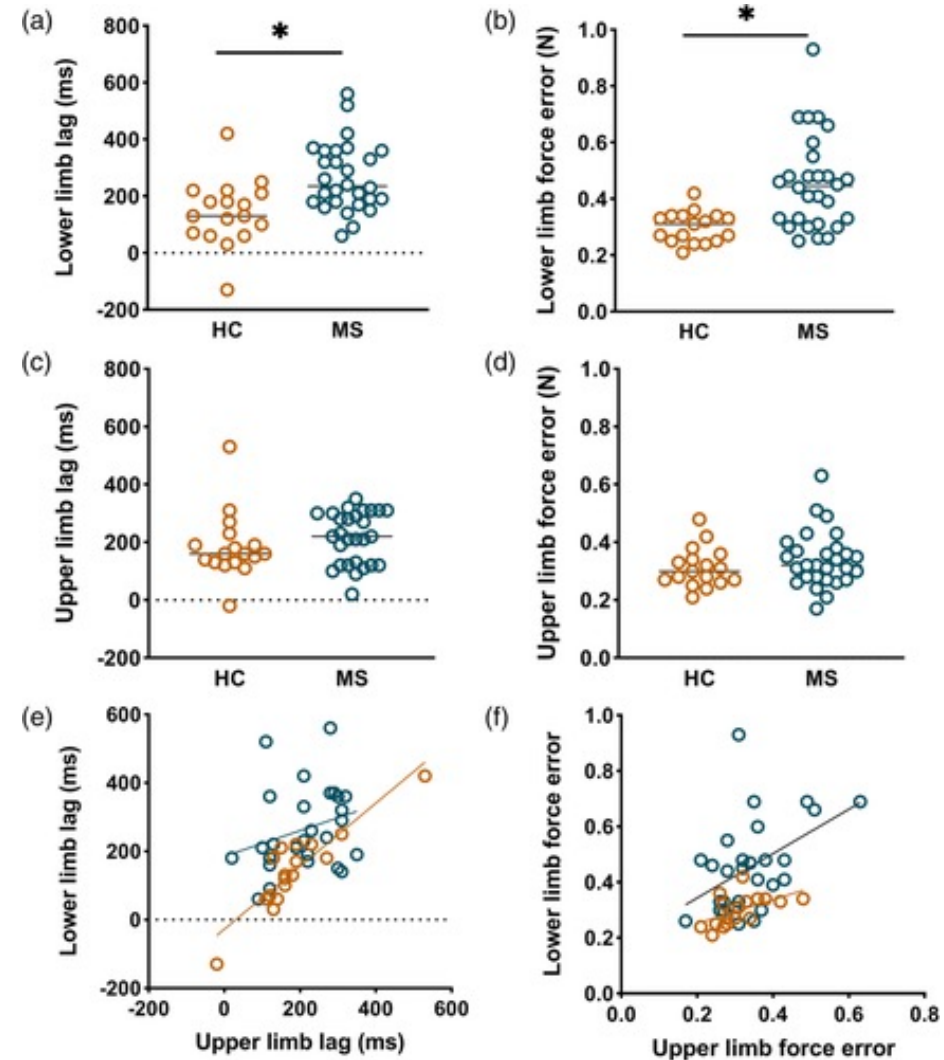 (a)
Lower limb lag (ms)
800
600
400
200
0
-200
*
HC
MS
(b)
Lower limb force error (N)
1.0
0.8
0.6
0.4
0.2
0.0
*
HC
MS
(c)
Upper limb lag (ms)
800
600
400
200
0
-200
HC
MS
(d)
Upper limb force error (N)
1.0
0.8
0.6
0.4
0.2
0.0
HC
MS
(e)
Lower limb lag (ms)
600
400
200
0
-200
-200 0 200 400 600
Upper limb lag (ms)
(f)
Lower limb force error
1.0
0.8
0.6
0.4
0.2
0.0
0.0 0.2 0.4 0.6 0.8
Upper limb force error